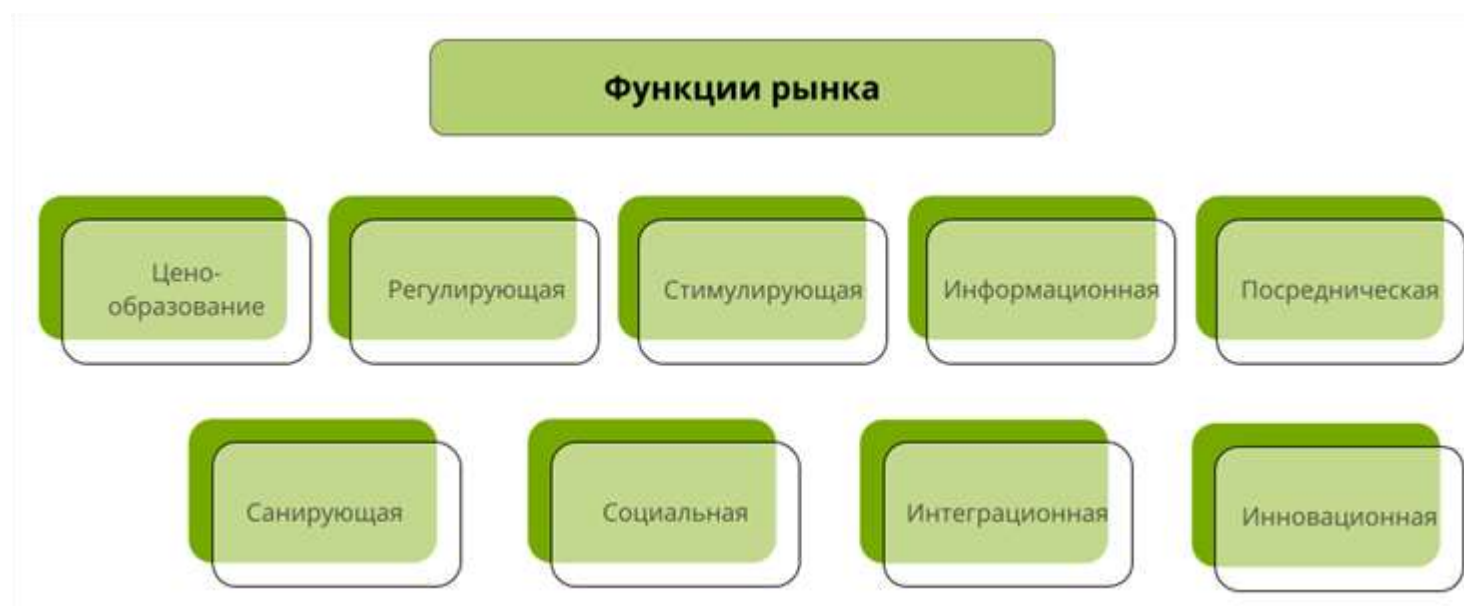 Функции рынка
Цено-
образование
Регулирующая
Стимулирующая
Информационная
Посредническая
Санирующая
Социальная
Интеграционная
Инновационная